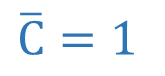 C̅ = 1